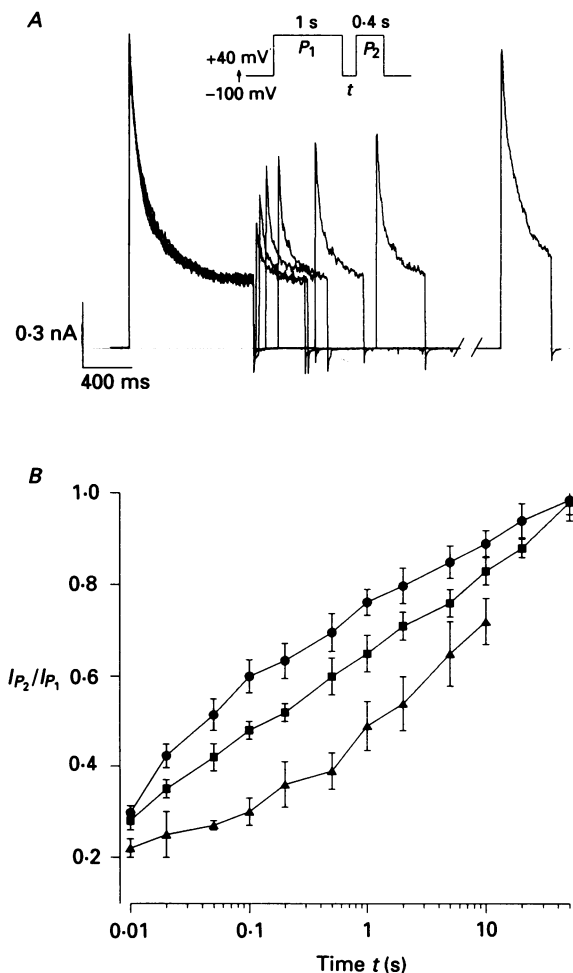 A
1 s 0·4 s
P1 P2
+40 mV
−100 mV t
0·3 nA
400 ms
B
1·0
0·8
0·6
0·4
0·2
IP2/IP1
0·01 0·1 1 10
Time t (s)